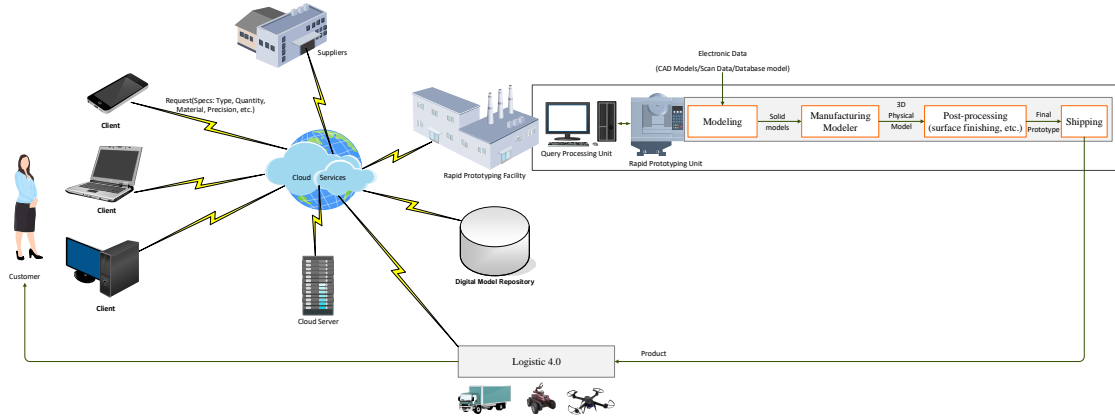 Suppliers
Electronic Data
(CAD Models/Scan Data/Database model)
Request(Specs: Type, Quantity,
Material, Precision, etc.)
Client
Modeling
Solid
models
Manufacturing
Modeler
3D
Physical
Model
Post-processing
(surface finishing, etc.)
Final
Prototype
Shipping
Query Processing Unit
Rapid Prototyping Unit
Rapid Prototyping Facility
Cloud Services
Client
Customer
Client
Digital Model Repository
Cloud Server
Logistic 4.0
Product